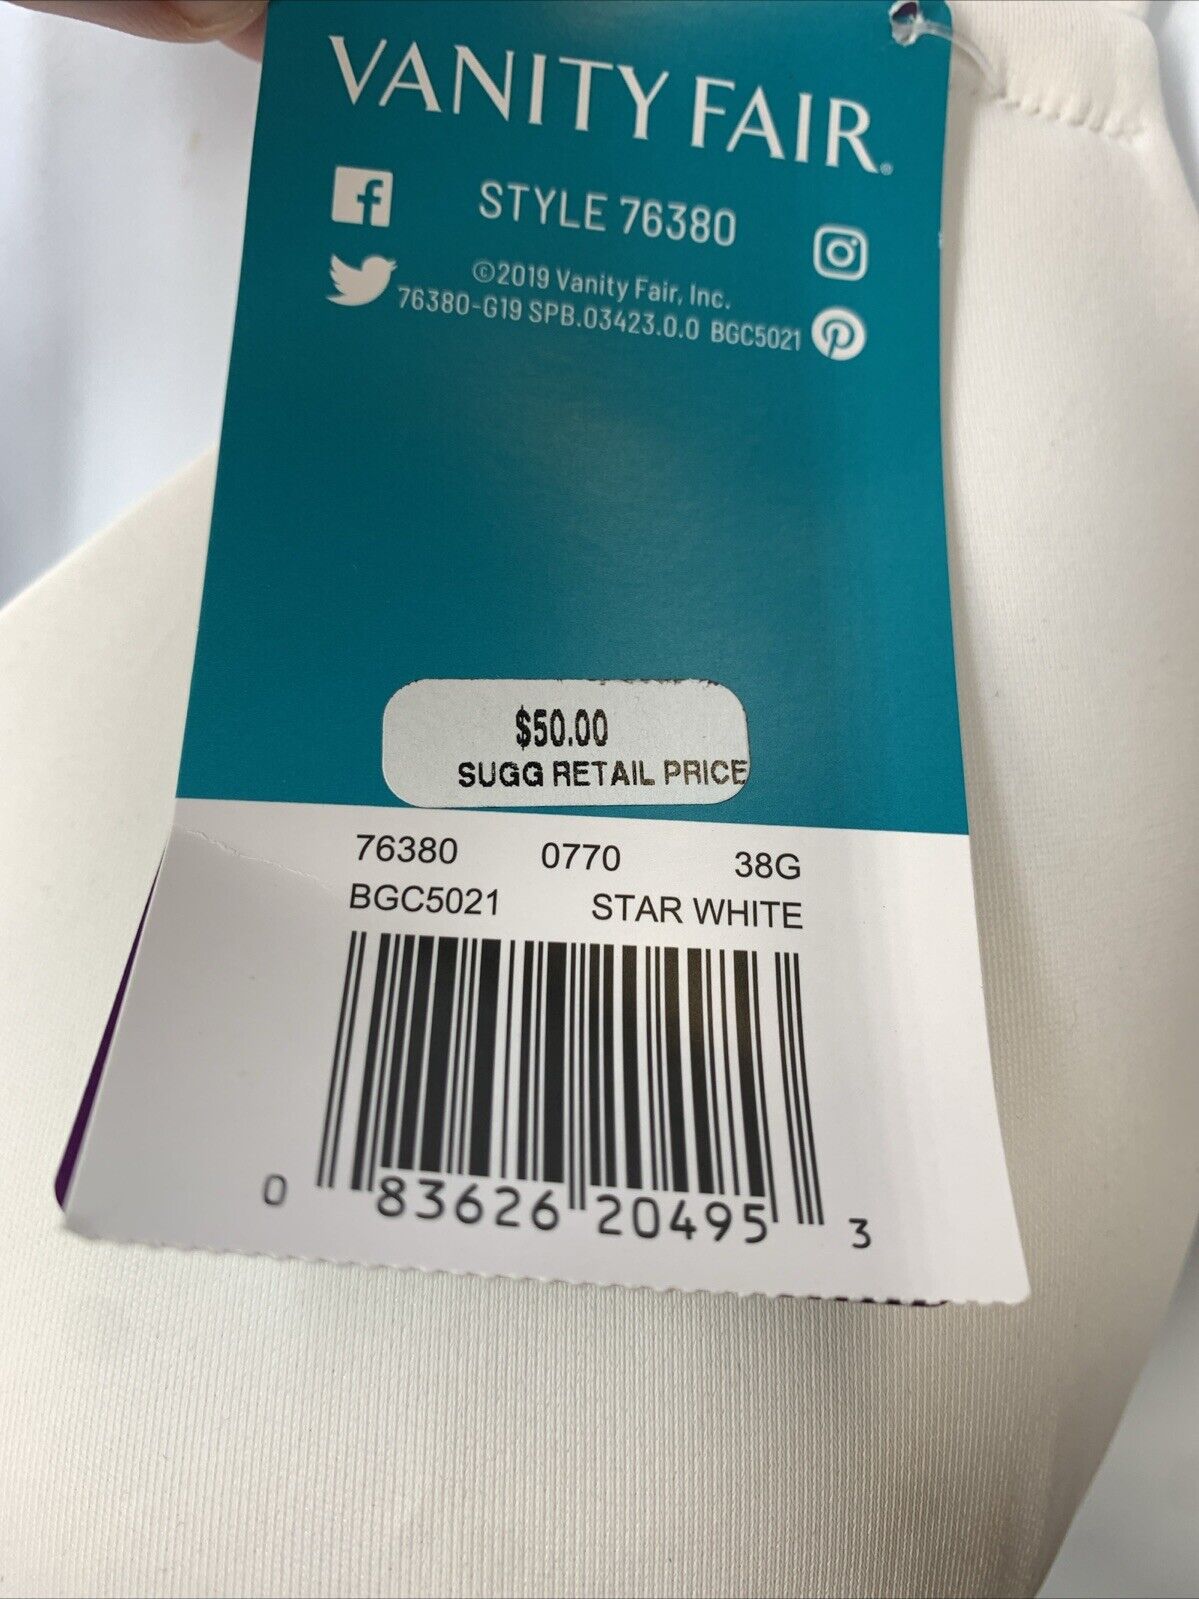 VANITY FAIR®
STYLE 76380
©2019 Vanity Fair, Inc.
76380-G19 SPB.03423.0.0 BGC5021
$50.00
SUGG RETAIL PRICE
76380 0770 38G
BGC5021 STAR WHITE
0 83626 20495 3